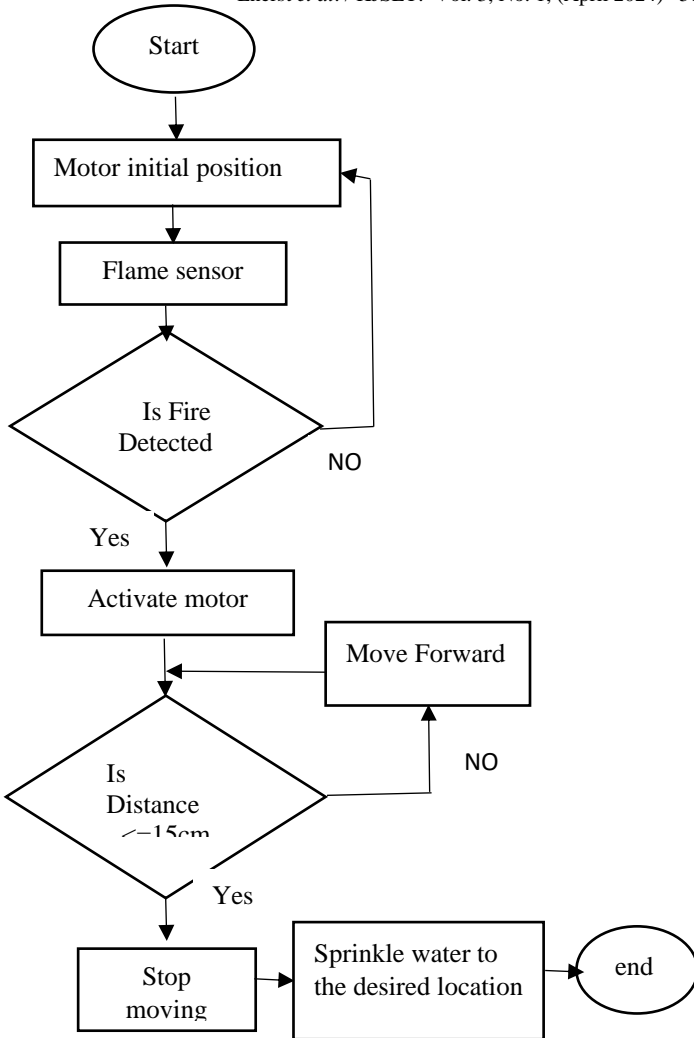 Start
Motor initial position
Flame sensor
Is Fire
Detected
NO
Yes
Activate motor
Move Forward
Is
Distance
<=15cm
NO
Yes
Stop
moving
Sprinkle water to
the desired location
end